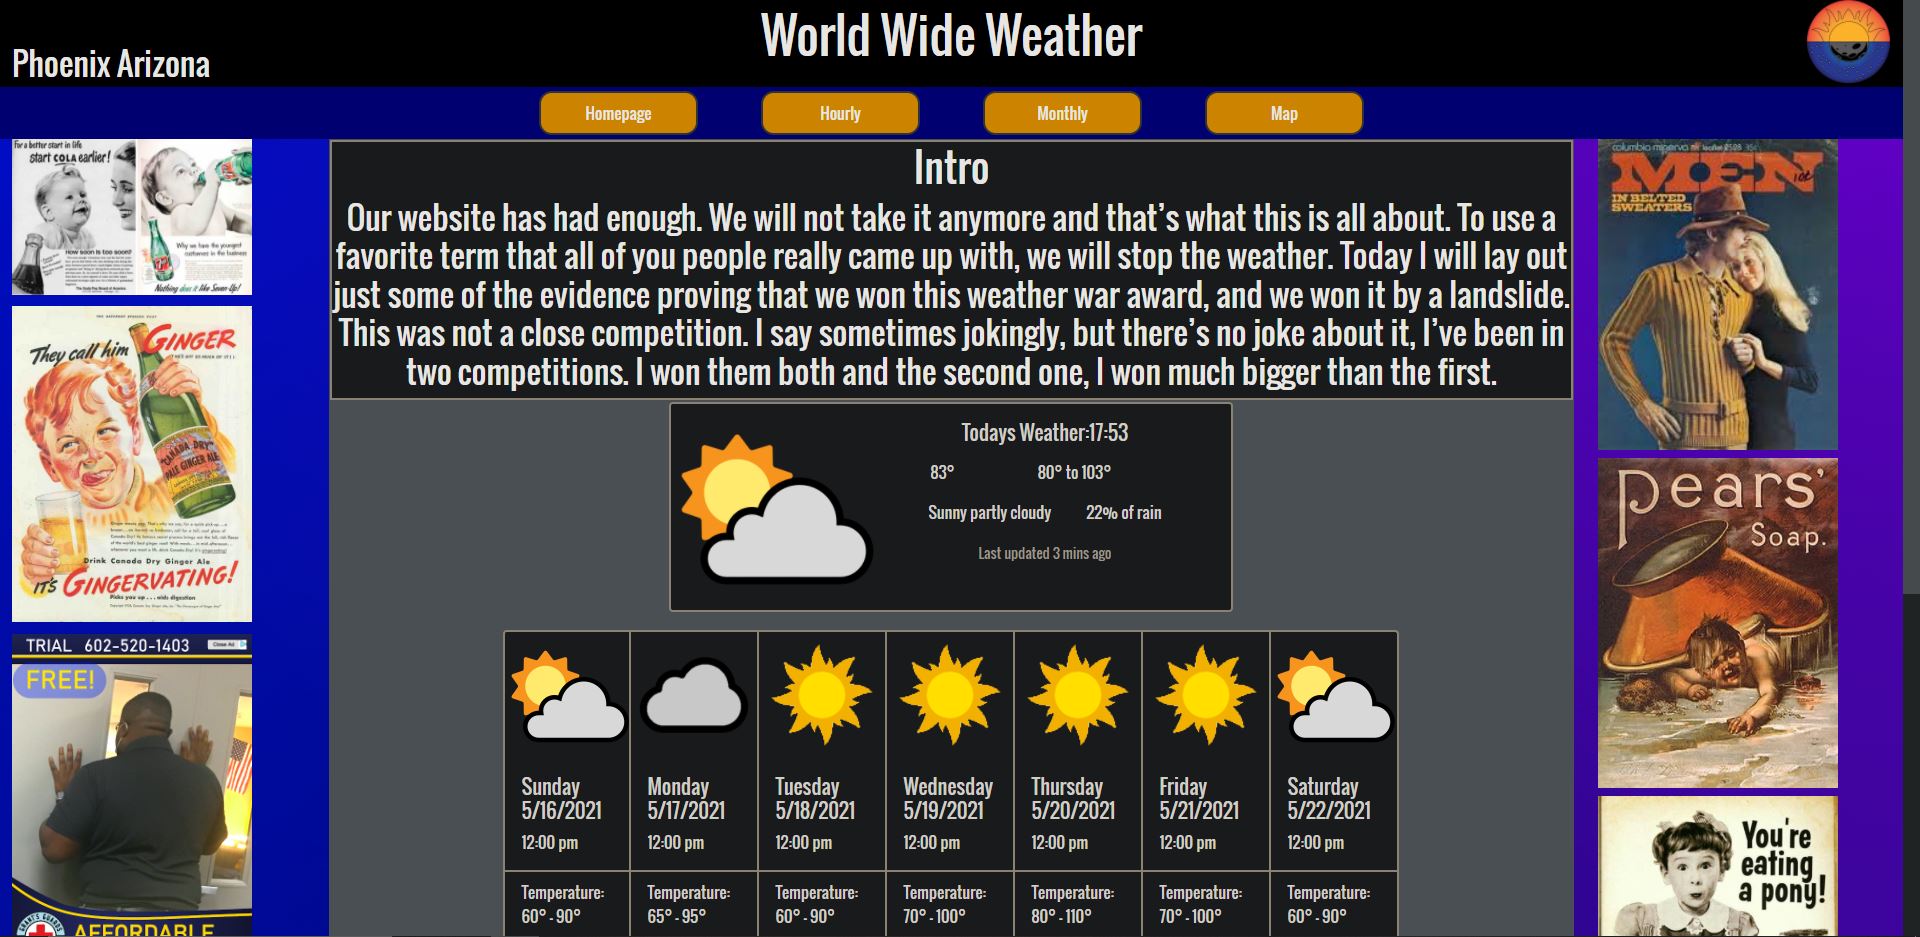 World Wide Weather
Phoenix Arizona
Homepage
Hourly
Monthly
Map
For a better start in life
start COLA earlier!
How soon is too soon?
Why we have the youngest
customers in the business
Nothing does it like Seven-Up!
They call him GINGER
Drink Canada Dry Ginger Ale
IT'S GINGERVATING!
Picks you up . . . aids digestion
CANADA DRY
PALE GINGER ALE
TRIAL 602-520-1403
Close Ad
FREE!
AFFORDABLE
Intro
Our website has had enough. We will not take it anymore and that’s what this is all about. To use a
favorite term that all of you people really came up with, we will stop the weather. Today I will lay out
just some of the evidence proving that we won this weather war award, and we won it by a landslide.
This was not a close competition. I say sometimes jokingly, but there’s no joke about it, I’ve been in
two competitions. I won them both and the second one, I won much bigger than the first.
Todays Weather:17:53
83° 80° to 103°
Sunny partly cloudy 22% of rain
Last updated 3 mins ago
Sunday
5/16/2021
12:00 pm
Temperature:
60° - 90°
Monday
5/17/2021
12:00 pm
Temperature:
65° - 95°
Tuesday
5/18/2021
12:00 pm
Temperature:
60° - 90°
Wednesday
5/19/2021
12:00 pm
Temperature:
70° - 100°
Thursday
5/20/2021
12:00 pm
Temperature:
80° - 110°
Friday
5/21/2021
12:00 pm
Temperature:
70° - 100°
Saturday
5/22/2021
12:00 pm
Temperature:
60° - 90°
columbia minerva leaflet 2598
MEN
IN BELTED
SWEATERS
Pears'
Soap.
You're
eating
a pony!